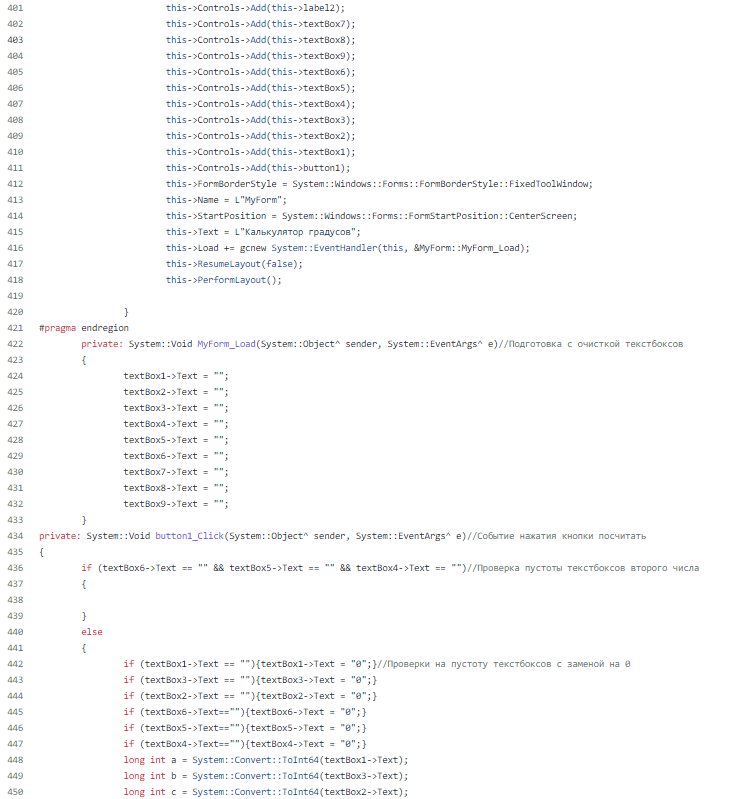 401 this->Controls->Add(this->label2);
402 this->Controls->Add(this->textBox7);
403 this->Controls->Add(this->textBox8);
404 this->Controls->Add(this->textBox9);
405 this->Controls->Add(this->textBox6);
406 this->Controls->Add(this->textBox5);
407 this->Controls->Add(this->textBox4);
408 this->Controls->Add(this->textBox3);
409 this->Controls->Add(this->textBox2);
410 this->Controls->Add(this->textBox1);
411 this->Controls->Add(this->button1);
412 this->FormBorderStyle = System::Windows::Forms::FormBorderStyle::FixedToolWindow;
413 this->Name = L"MyForm";
414 this->StartPosition = System::Windows::Forms::FormStartPosition::CenterScreen;
415 this->Text = L"Калькулятор градусов";
416 this->Load += gcnew System::EventHandler(this, &MyForm::MyForm_Load);
417 this->ResumeLayout(false);
418 this->PerformLayout();
419
420 }
421 #pragma endregion
422 private: System::Void MyForm_Load(System::Object^ sender, System::EventArgs^ e)//Подготовка с очисткой текстбоксов
423 {
424 textBox1->Text = "";
425 textBox2->Text = "";
426 textBox3->Text = "";
427 textBox4->Text = "";
428 textBox5->Text = "";
429 textBox6->Text = "";
430 textBox7->Text = "";
431 textBox8->Text = "";
432 textBox9->Text = "";
433 }
434 private: System::Void button1_Click(System::Object^ sender, System::EventArgs^ e)//Событие нажатия кнопки посчитать
435 {
436 if (textBox6->Text == "" && textBox5->Text == "" && textBox4->Text == "")//Проверка пустоты текстбоксов второго числа
437 {
438
439 }
440 else
441 {
442 if (textBox1->Text == ""){textBox1->Text = "0";}//Проверки на пустоту текстбоксов с заменой на 0
443 if (textBox3->Text == ""){textBox3->Text = "0";}
444 if (textBox2->Text == ""){textBox2->Text = "0";}
445 if (textBox6->Text==""){textBox6->Text = "0";}
446 if (textBox5->Text==""){textBox5->Text = "0";}
447 if (textBox4->Text==""){textBox4->Text = "0";}
448 long int a = System::Convert::ToInt64(textBox1->Text);
449 long int b = System::Convert::ToInt64(textBox3->Text);
450 long int c = System::Convert::ToInt64(textBox2->Text);